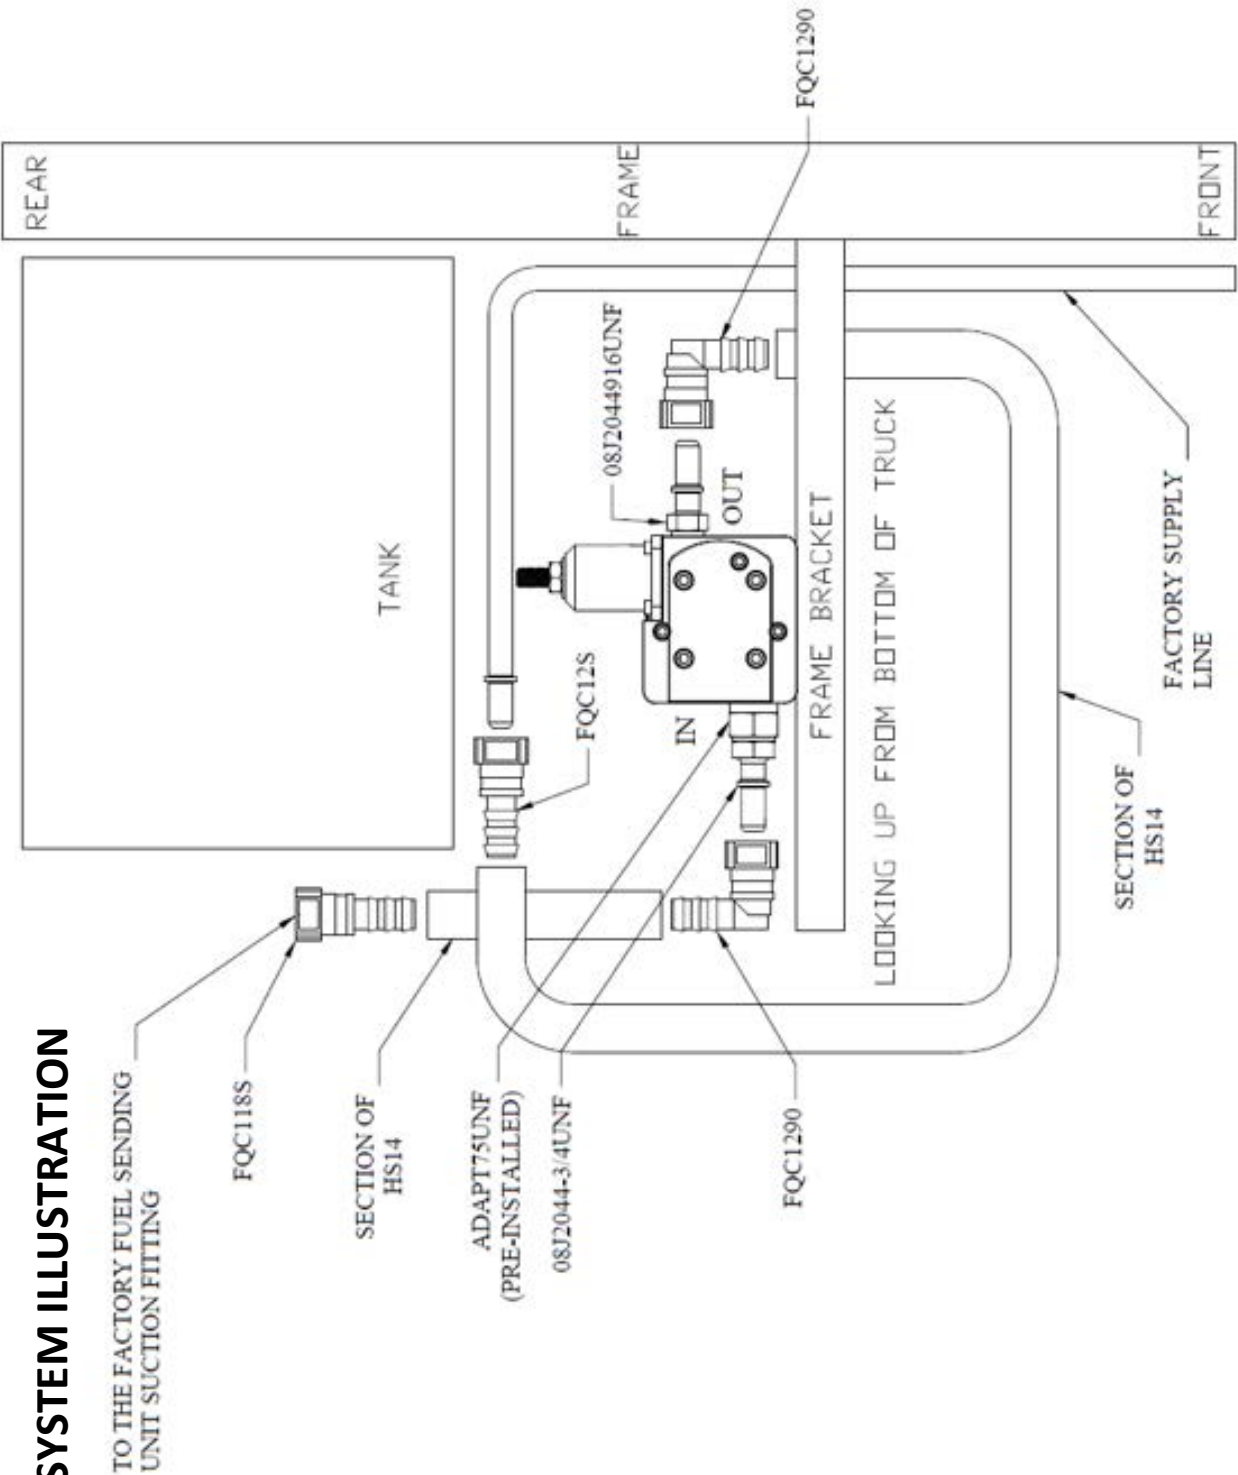 SYSTEM ILLUSTRATION
TO THE FACTORY FUEL SENDING
UNIT SUCTION FITTING
FQC118S
SECTION OF
HS14
ADAPT75UNF
(PRE-INSTALLED)
08J2044-3/4UNF
FQC1290
TANK
FQC12S
IN
08J2044916UNF
OUT
FRAME BRACKET
LOOKING UP FROM BOTTOM OF TRUCK
SECTION OF
HS14
FACTORY SUPPLY
LINE
REAR
FRAME
FRONT
FQC1290